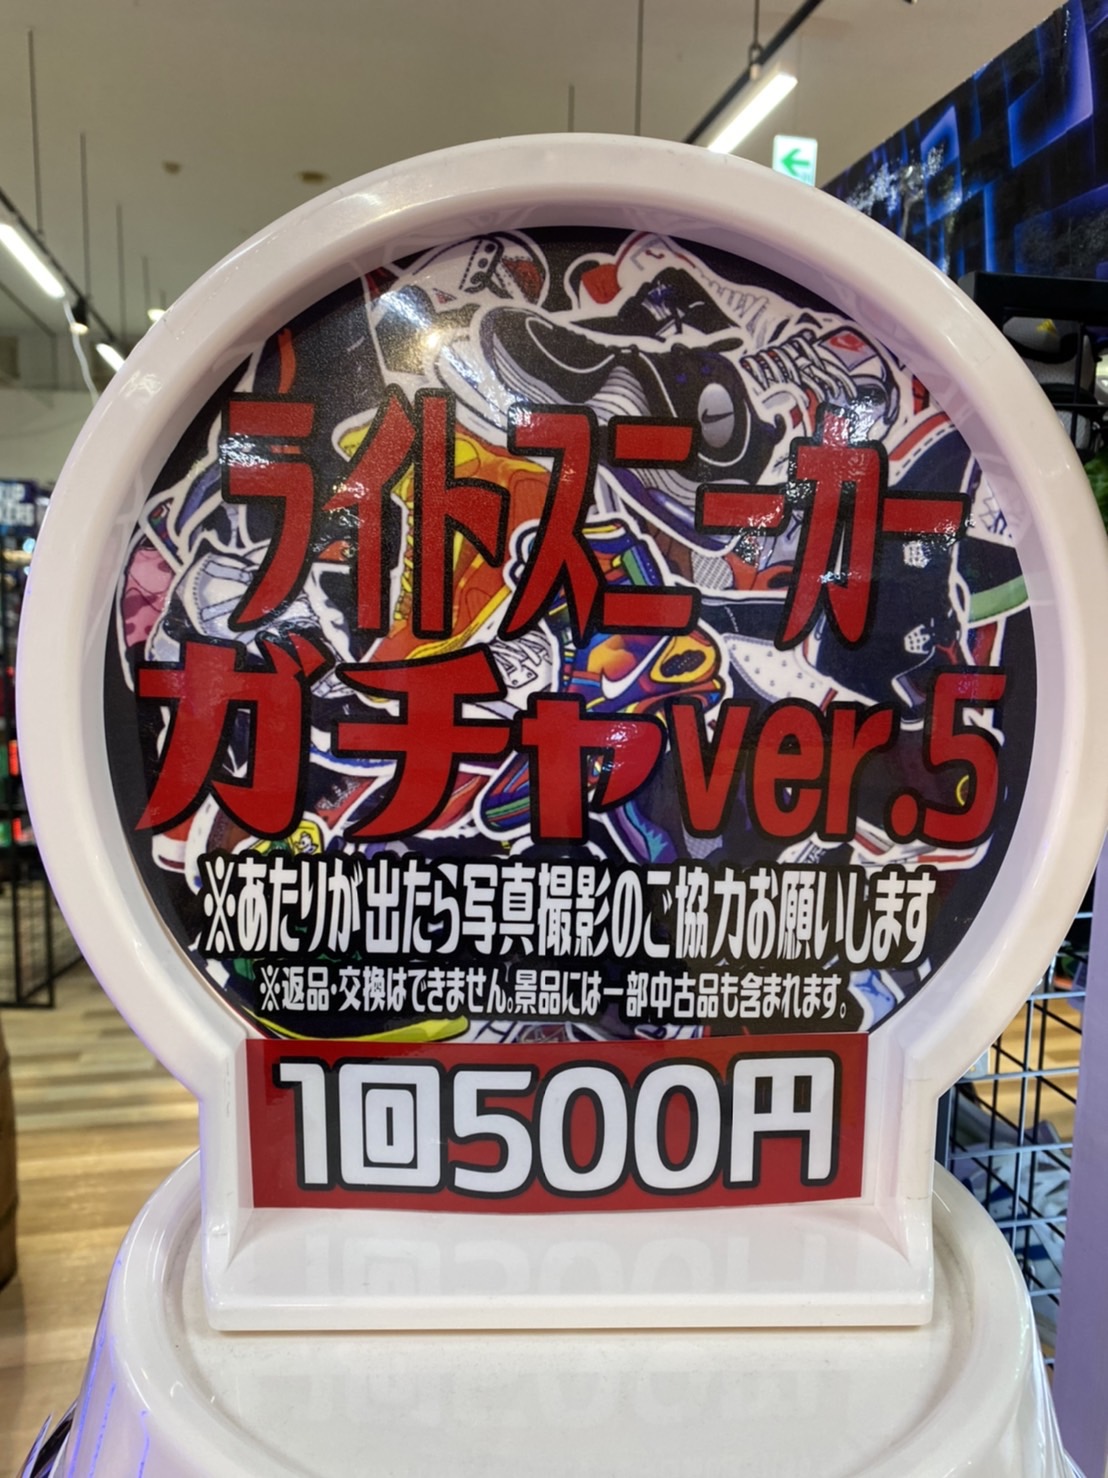 ライトスニーカー
ガチャver.5
※あたりが出たら写真撮影のご協力お願いします
※返品・交換はできません。景品には一部中古品も含まれます。
1回500円